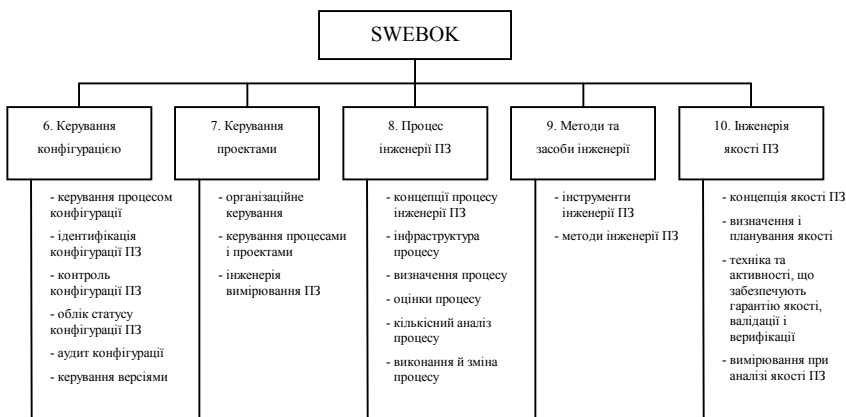 SWEBOK
6. Керування
конфігурацією
- керування процесом
конфігурації
- ідентифікація
конфігурації ПЗ
- контроль
конфігурації ПЗ
- облік статусу
конфігурації ПЗ
- аудит конфігурації
- керування версіями
7. Керування
проектами
- організаційне
керування
- керування процесами
і проектами
- інженерія
вимірювання ПЗ
8. Процес
інженерії ПЗ
- концепції процесу
інженерії ПЗ
- інфраструктура
процесу
- визначення процесу
- оцінки процесу
- кількісний аналіз
процесу
- виконання й зміна
процесу
9. Методи та
засоби інженерії
- інструменти
інженерії ПЗ
- методи інженерії ПЗ
10. Інженерія
якості ПЗ
- концепція якості ПЗ
- визначення і
планування якості
- техніка та
активності, що
забезпечують
гарантію якості,
валідації і
верифікації
- вимірювання при
аналізі якості ПЗ